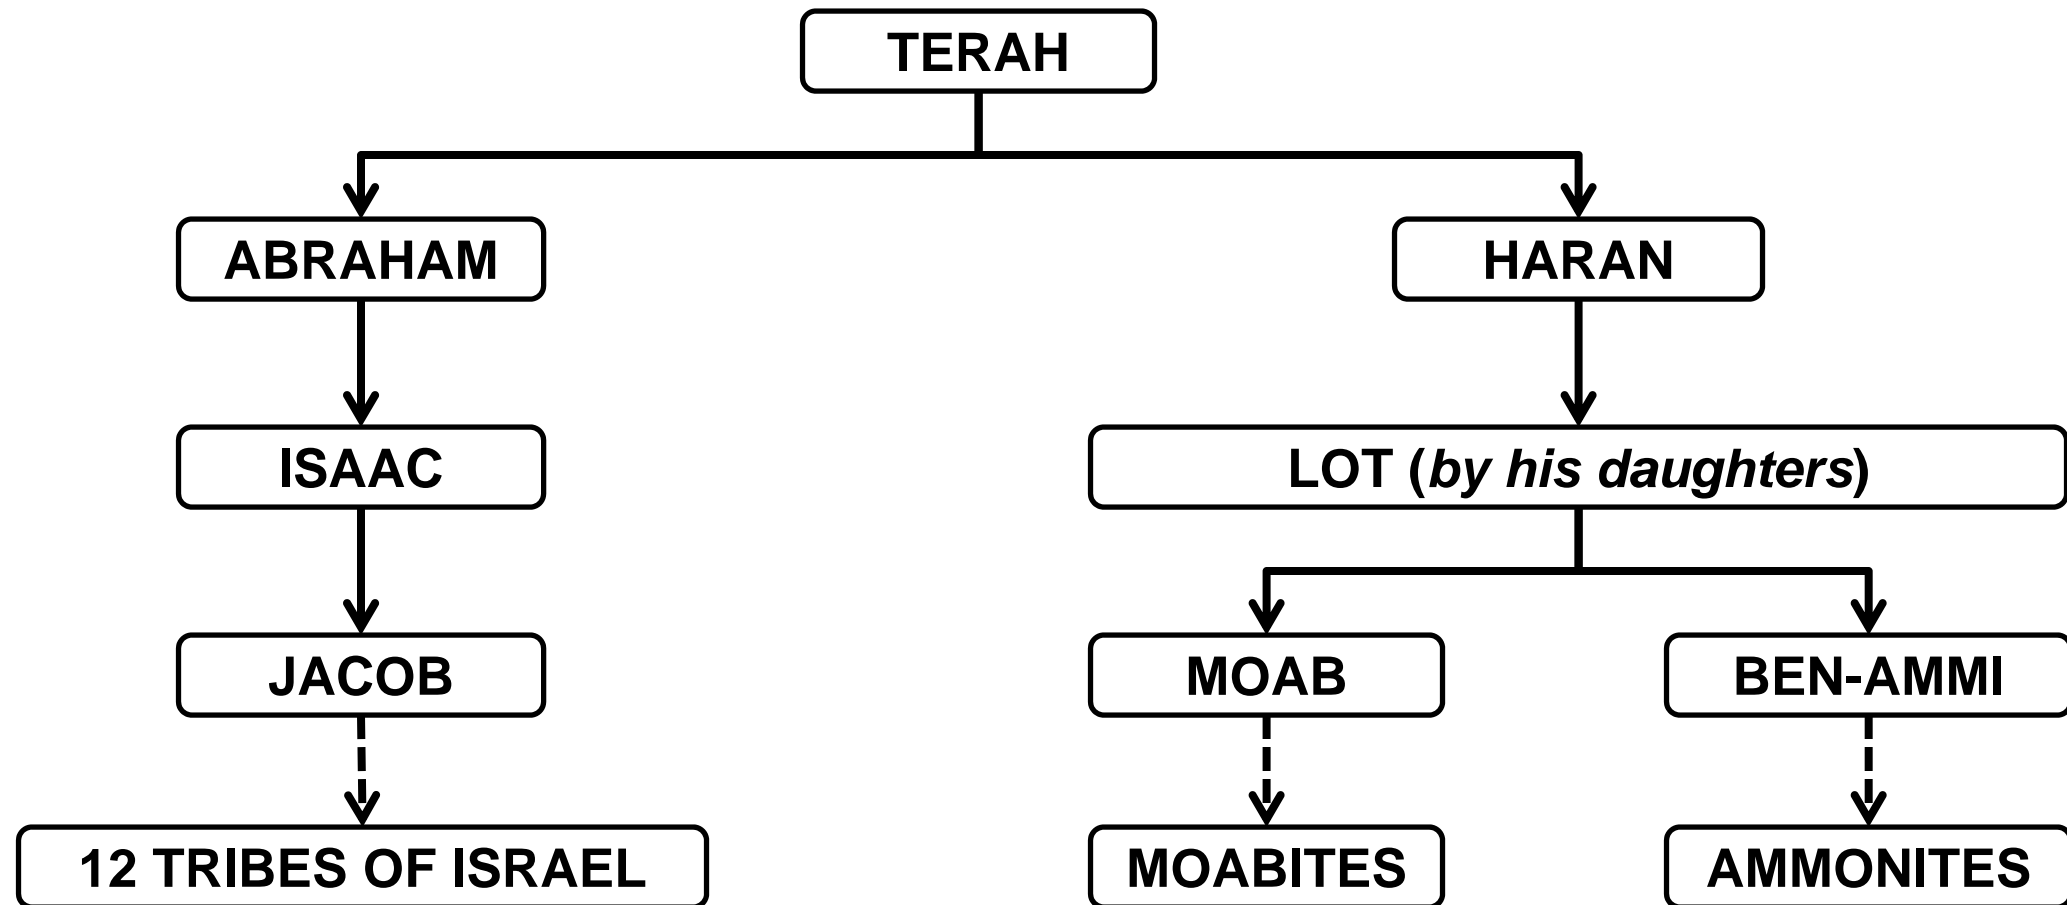 TERAH
ABRAHAM
HARAN
ISAAC
LOT (by his daughters)
JACOB
MOAB
BEN-AMMI
12 TRIBES OF ISRAEL
MOABITES
AMMONITES